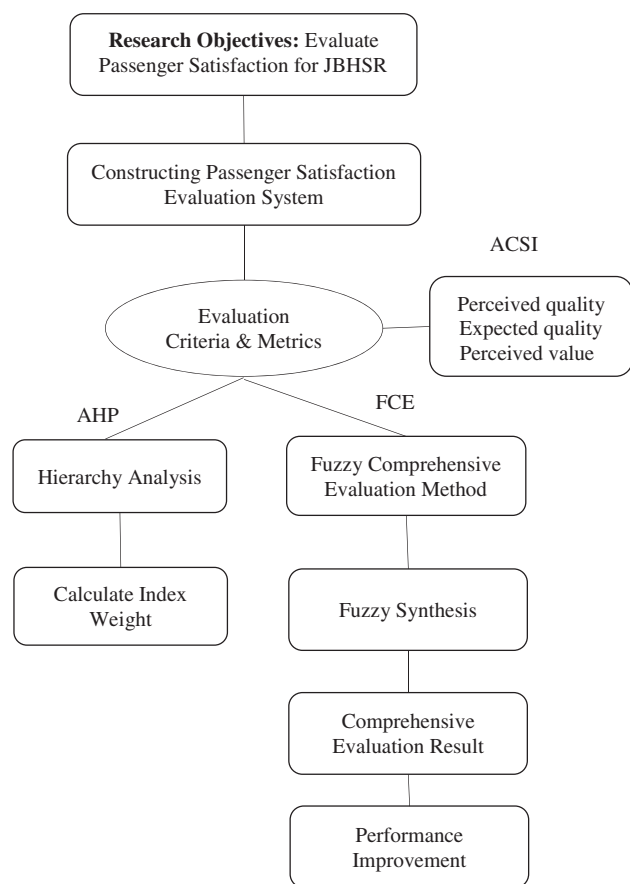 Research Objectives: Evaluate
Passenger Satisfaction for JBHSR
Constructing Passenger Satisfaction
Evaluation System
ACSI
Evaluation
Criteria & Metrics
Perceived quality
Expected quality
Perceived value
AHP
FCE
Hierarchy Analysis
Fuzzy Comprehensive
Evaluation Method
Calculate Index
Weight
Fuzzy Synthesis
Comprehensive
Evaluation Result
Performance
Improvement